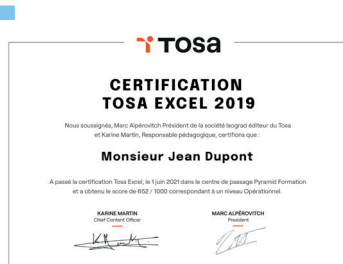 TOSA
CERTIFICATION
TOSA EXCEL 2019
Nous soussignés, Marc Alpérovitch Président de la société Isograd éditeur du Tosa
et Karine Martin, Responsable pédagogique, certifions que :
Monsieur Jean Dupont
A passé la certification Tosa Excel, le 1 juin 2021 dans le centre de passage Pyramid Formation
et a obtenu le score de 652 / 1000 correspondant à un niveau Opérationnel.
KARINE MARTIN
Chief Content Officer
MARC ALPÉROVITCH
President